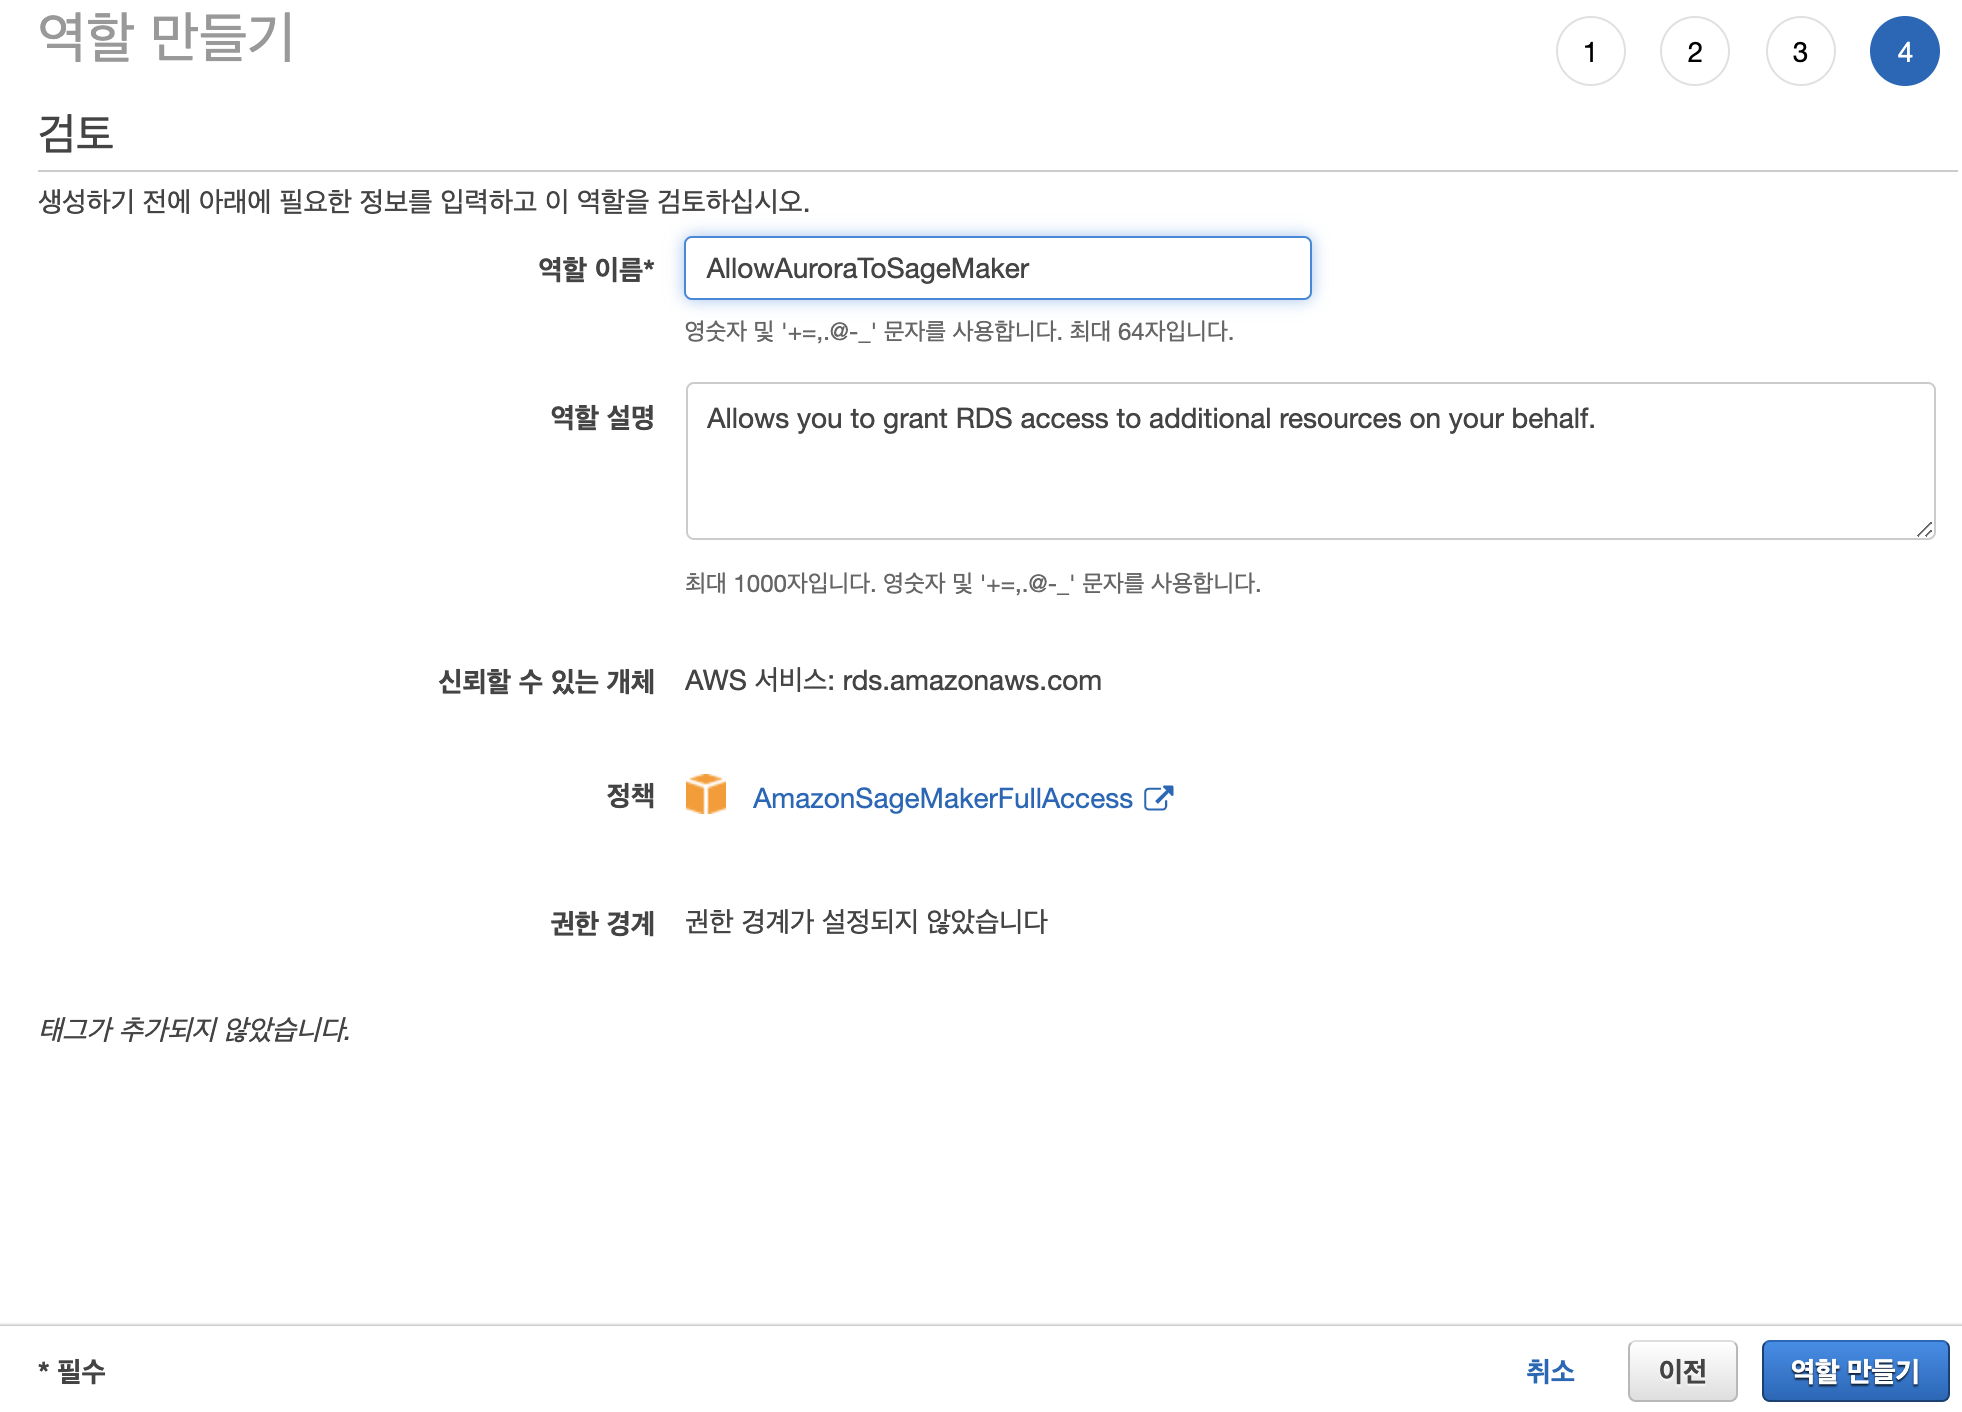 역할 만들기
1 2 3 4
검토
생성하기 전에 아래에 필요한 정보를 입력하고 이 역할을 검토하십시오.
역할 이름* AllowAuroraToSageMaker
영숫자 및 '+=,.@-_' 문자를 사용합니다. 최대 64자입니다.
역할 설명 Allows you to grant RDS access to additional resources on your behalf.
최대 1000자입니다. 영숫자 및 '+=,.@-_' 문자를 사용합니다.
신뢰할 수 있는 개체 AWS 서비스: rds.amazonaws.com
정책 AmazonSageMakerFullAccess
권한 경계 권한 경계가 설정되지 않았습니다
태그가 추가되지 않았습니다.
* 필수 취소 이전 역할 만들기